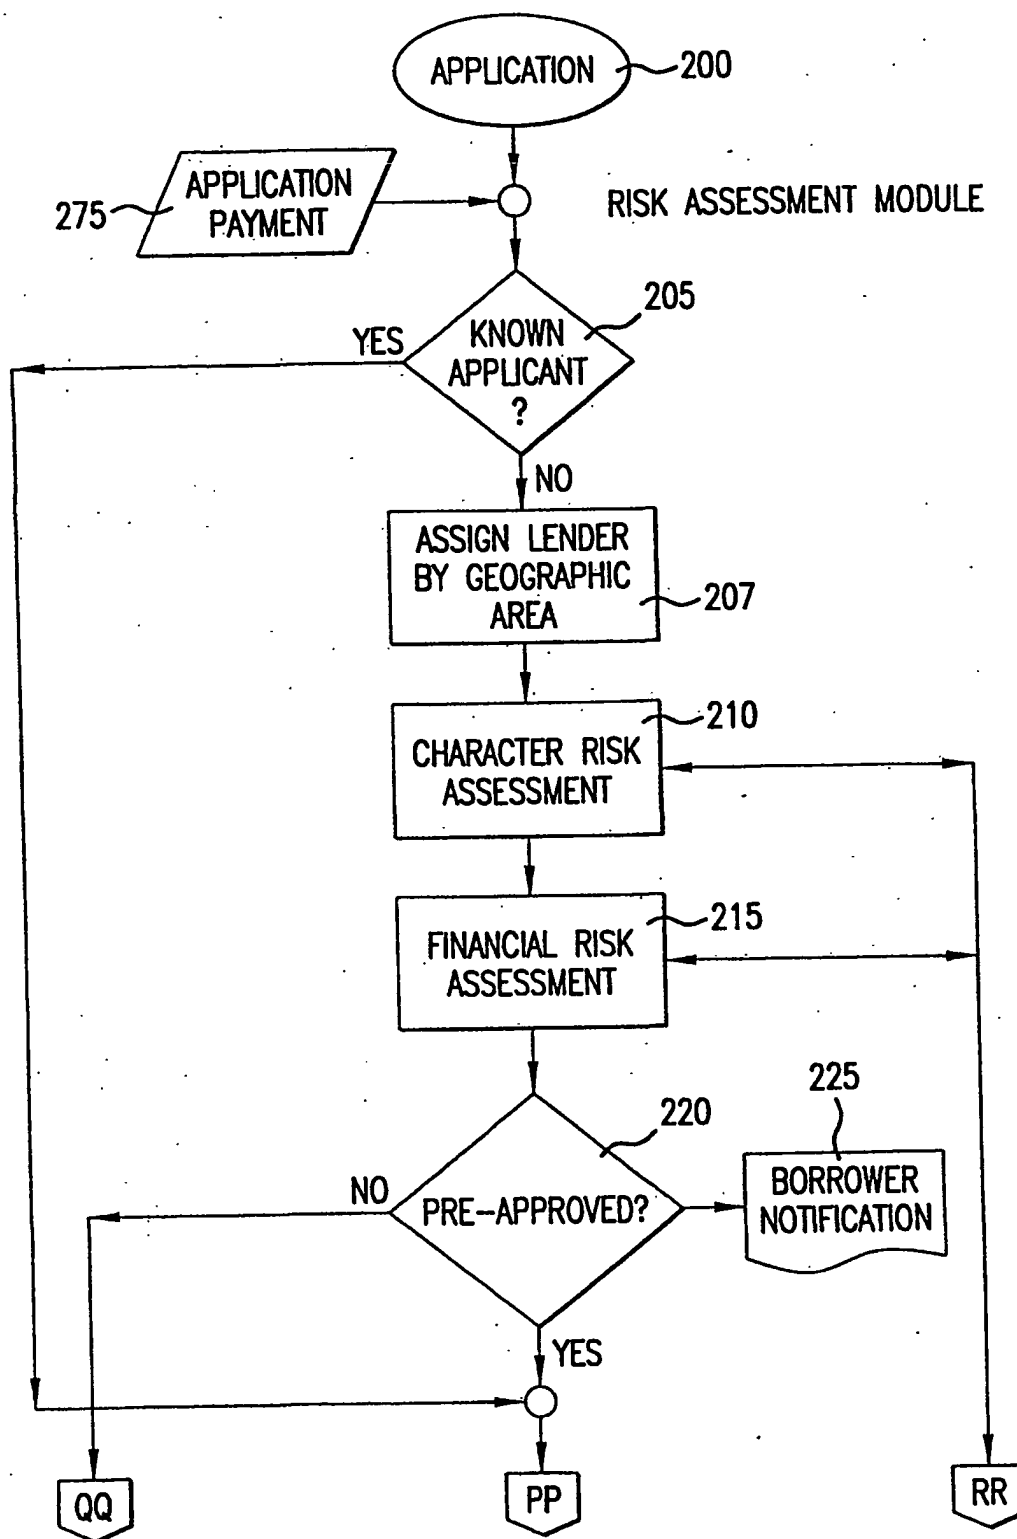 APPLICATION
200
APPLICATION
PAYMENT
275
RISK ASSESSMENT MODULE
205
KNOWN
APPLICANT
?
YES
NO
ASSIGN LENDER
BY GEOGRAPHIC
AREA
207
210
CHARACTER RISK
ASSESSMENT
215
FINANCIAL RISK
ASSESSMENT
220
225
PRE-APPROVED?
NO
BORROWER
NOTIFICATION
YES
QQ
PP
RR